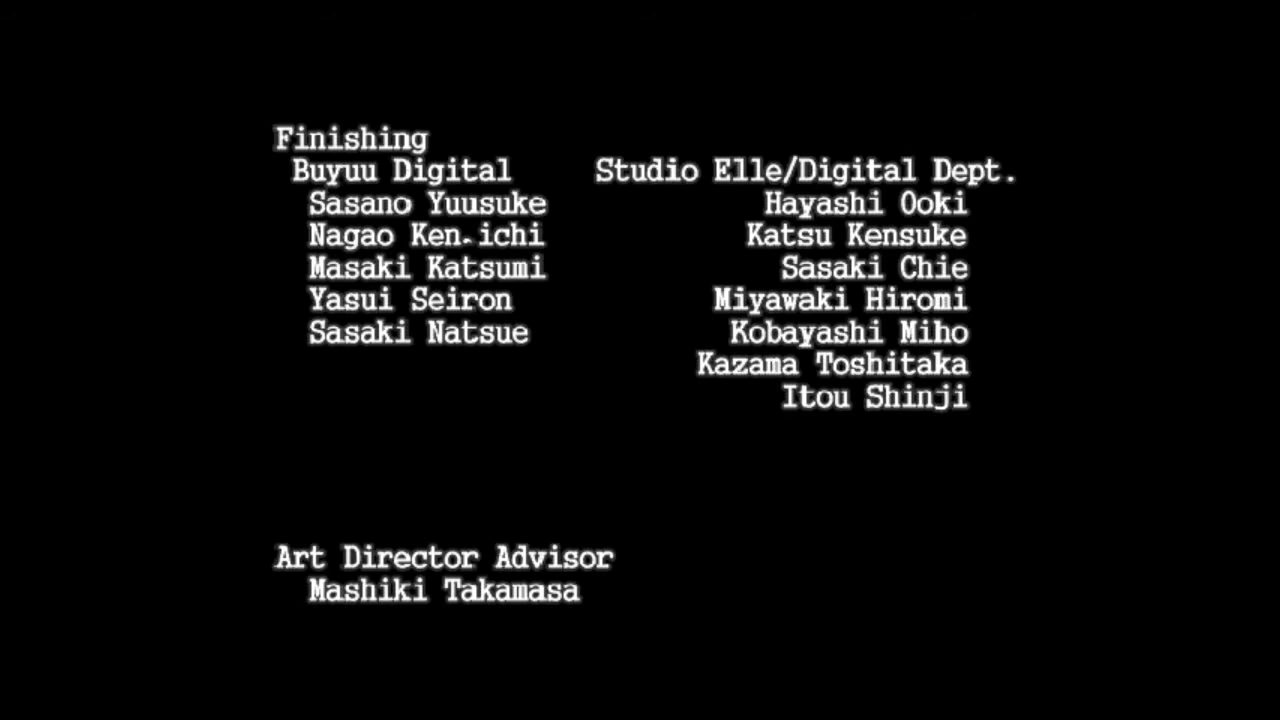 Finishing
Buyuu Digital
Sasano Yuusuke
Nagao Ken.ichi
Masaki Katsumi
Yasui Seiron
Sasaki Natsue
Studio Elle/Digital Dept.
Hayashi Ooki
Katsu Kensuke
Sasaki Chie
Miyawaki Hiromi
Kobayashi Miho
Kazama Toshitaka
Itou Shinji
Art Director Advisor
Mashiki Takamasa